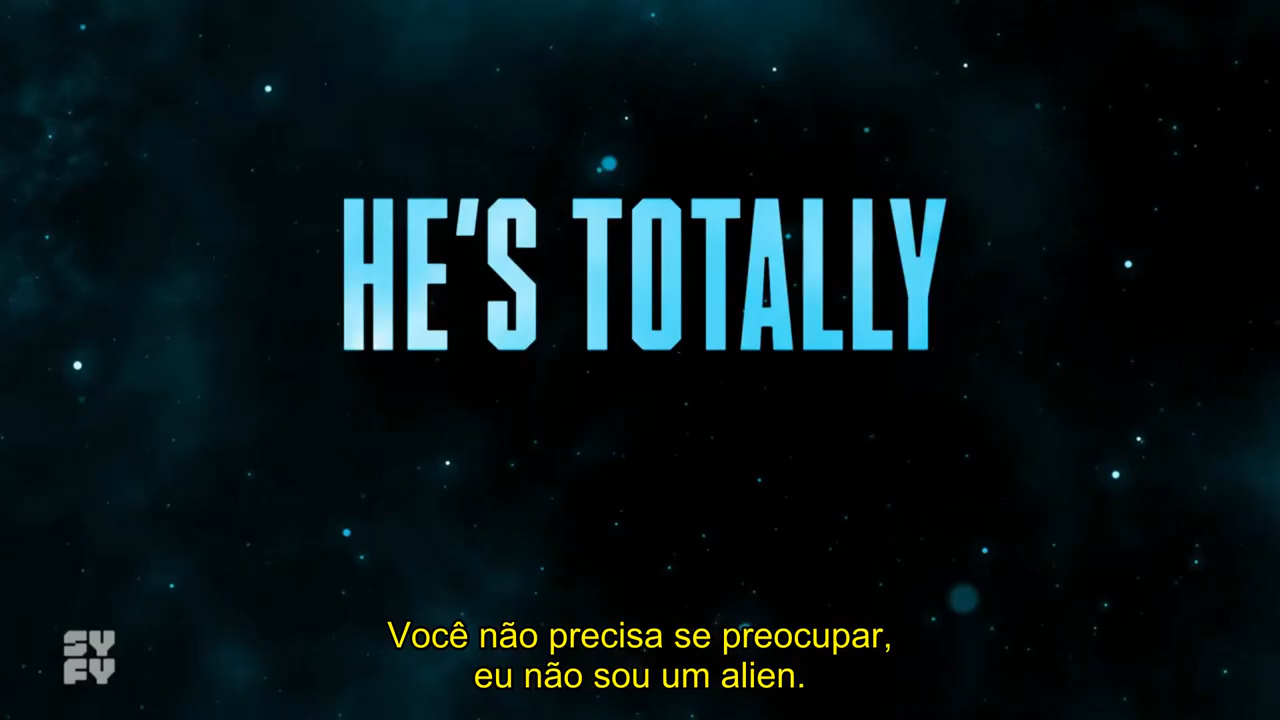 HE'S TOTALLY
SY
FY
Você não precisa se preocupar,
eu não sou um alien.